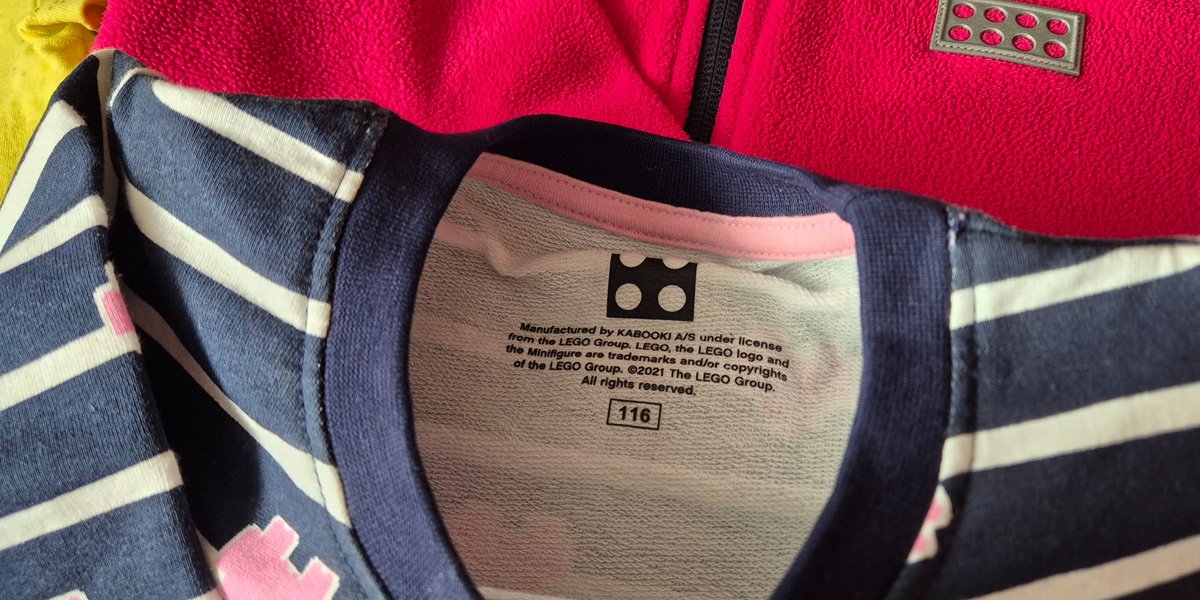 Manufactured by KABOOKI A/S under license
from the LEGO Group. LEGO, the LEGO logo and
the Minifigure are trademarks and/or copyrights
of the LEGO Group. ©2021 The LEGO Group.
All rights reserved.
116